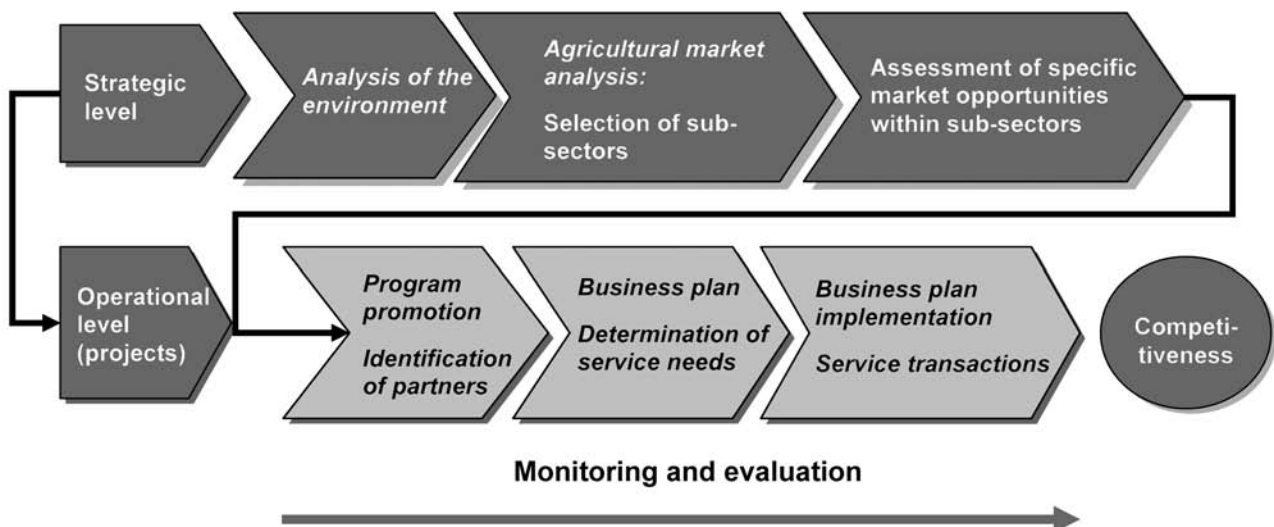 Strategic
level
Analysis of the
environment
Agricultural market
analysis:
Selection of sub-
sectors
Assessment of specific
market opportunities
within sub-sectors
Operational
level
(projects)
Program
promotion
Identification
of partners
Business plan
Determination of
service needs
Business plan
implementation
Service transactions
Competi-
tiveness
Monitoring and evaluation